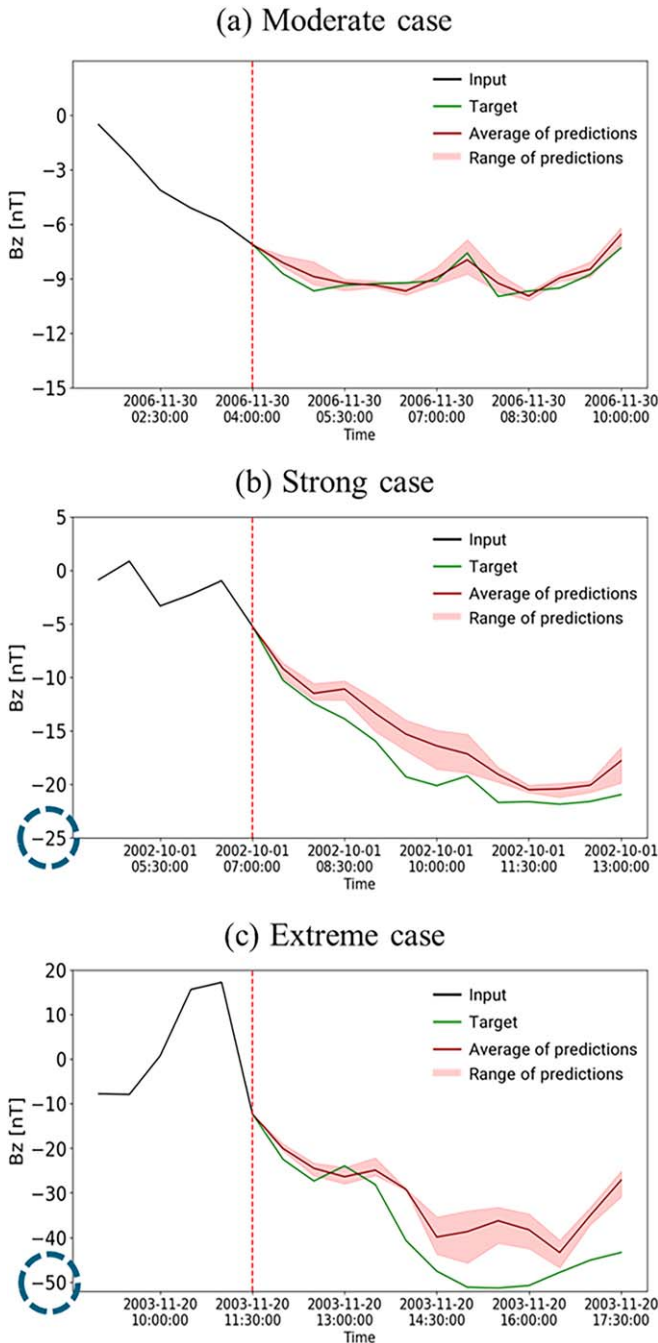 (a) Moderate case
0
−3
−6
−9
−12
−15
Bz [nT]
Input
Target
Average of predictions
Range of predictions
2006-11-30 2006-11-30 2006-11-30 2006-11-30 2006-11-30 2006-11-30
02:30:00 04:00:00 05:30:00 07:00:00 08:30:00 10:00:00
Time
(b) Strong case
5
0
−5
−10
−15
−20
−25
Bz [nT]
Input
Target
Average of predictions
Range of predictions
2002-10-01 2002-10-01 2002-10-01 2002-10-01 2002-10-01 2002-10-01
05:30:00 07:00:00 08:30:00 10:00:00 11:30:00 13:00:00
Time
(c) Extreme case
20
10
0
−10
−20
−30
−40
−50
Bz [nT]
Input
Target
Average of predictions
Range of predictions
2003-11-20 2003-11-20 2003-11-20 2003-11-20 2003-11-20 2003-11-20
10:00:00 11:30:00 13:00:00 14:30:00 16:00:00 17:30:00
Time